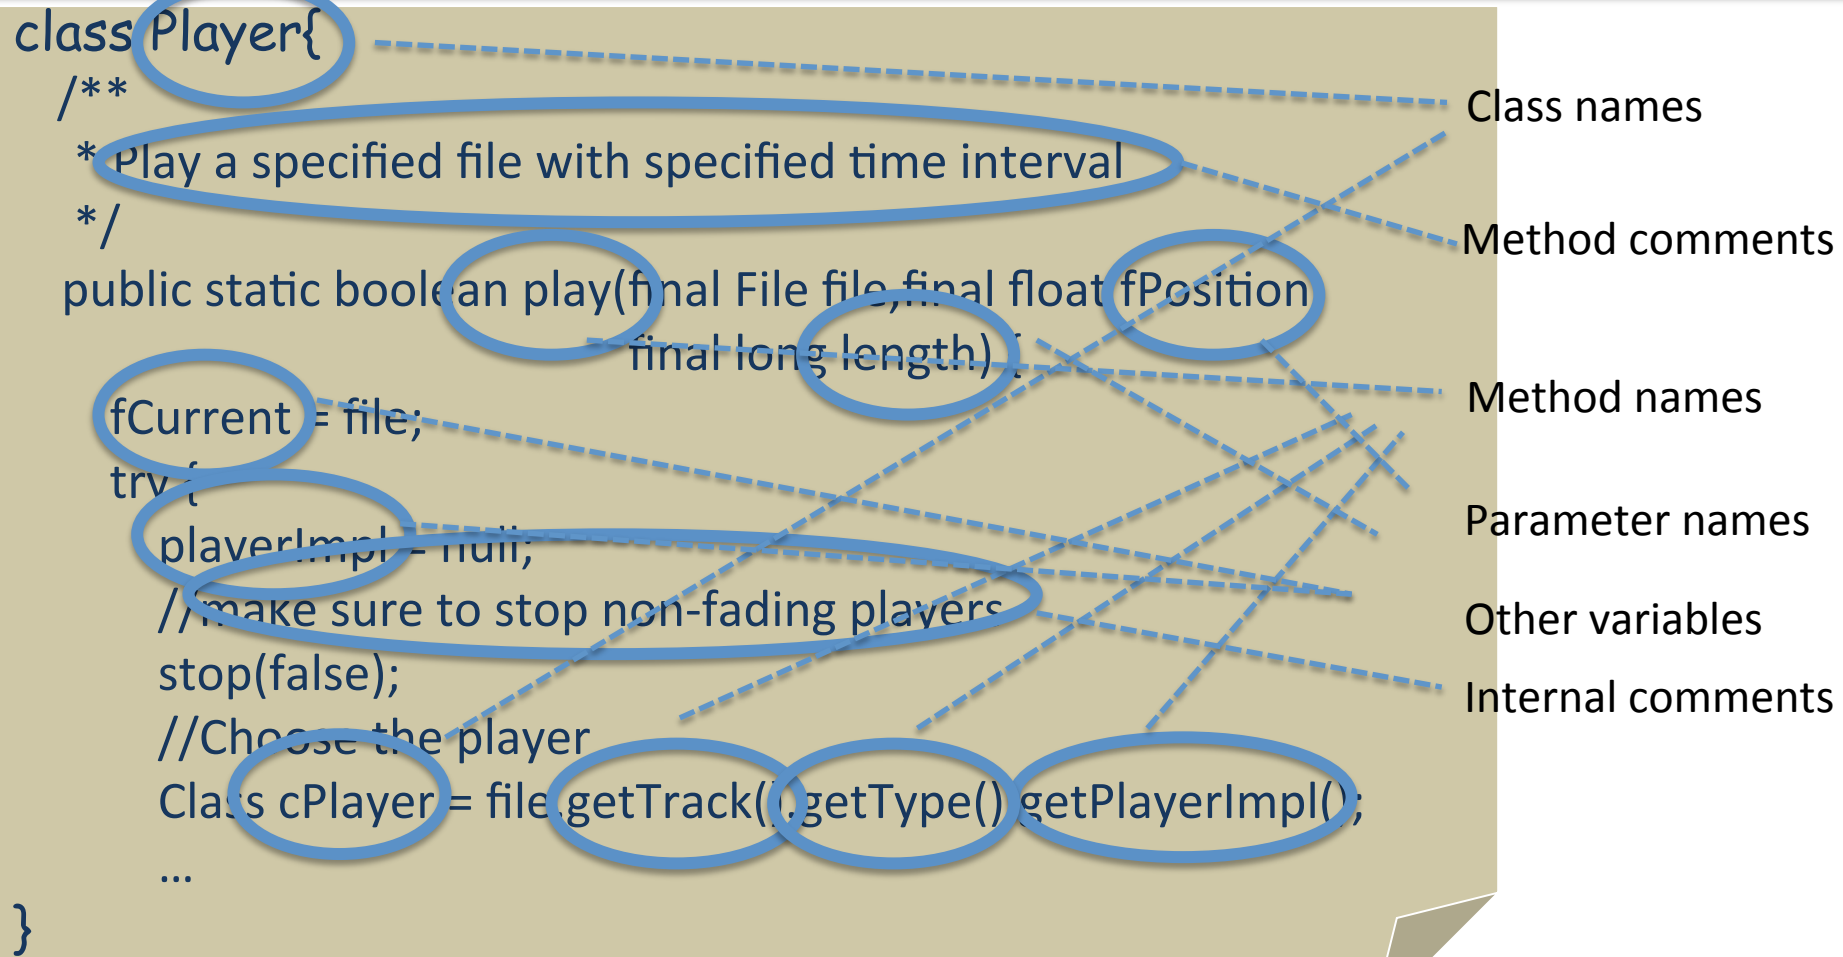 class Player{
/**
* Play a specified file with specified time interval
*/
public static boolean play(final File file,final float fPosition
final long length) {
fCurrent = file;
try {
playerImpl = null;
//make sure to stop non-fading players
stop(false);
//Choose the player
Class cPlayer = file.getTrack().getType().getPlayerImpl();
...
}
Class names
Method comments
Method names
Parameter names
Other variables
Internal comments